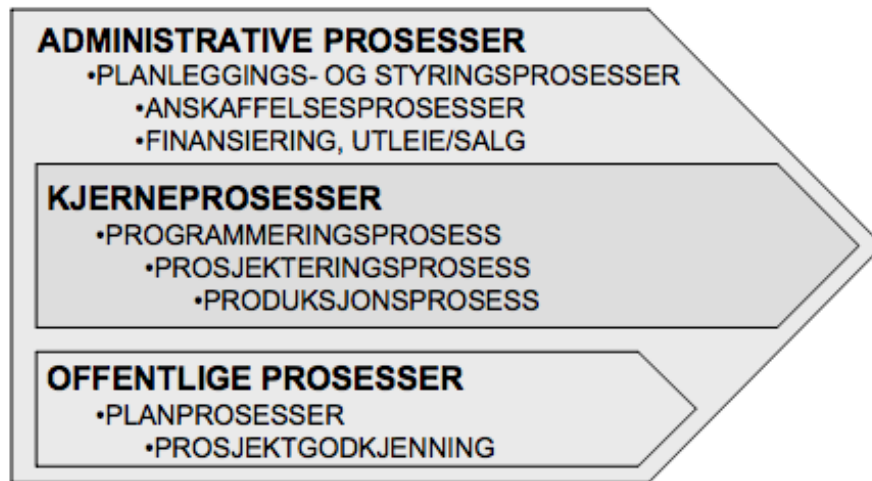 ADMINISTRATIVE PROSESSER
•PLANLEGGINGS- OG STYRINGSPROSESSER
•ANSKAFFELSESPROSESSER
•FINANSIERING, UTLEIE/SALG
KJERNEPROSESSER
•PROGRAMMERINGSPROSESS
•PROSJEKTERINGSPROSESS
•PRODUKSJONSPROSESS
OFFENTLIGE PROSESSER
•PLANPROSESSER
•PROSJEKTGODKJENNING